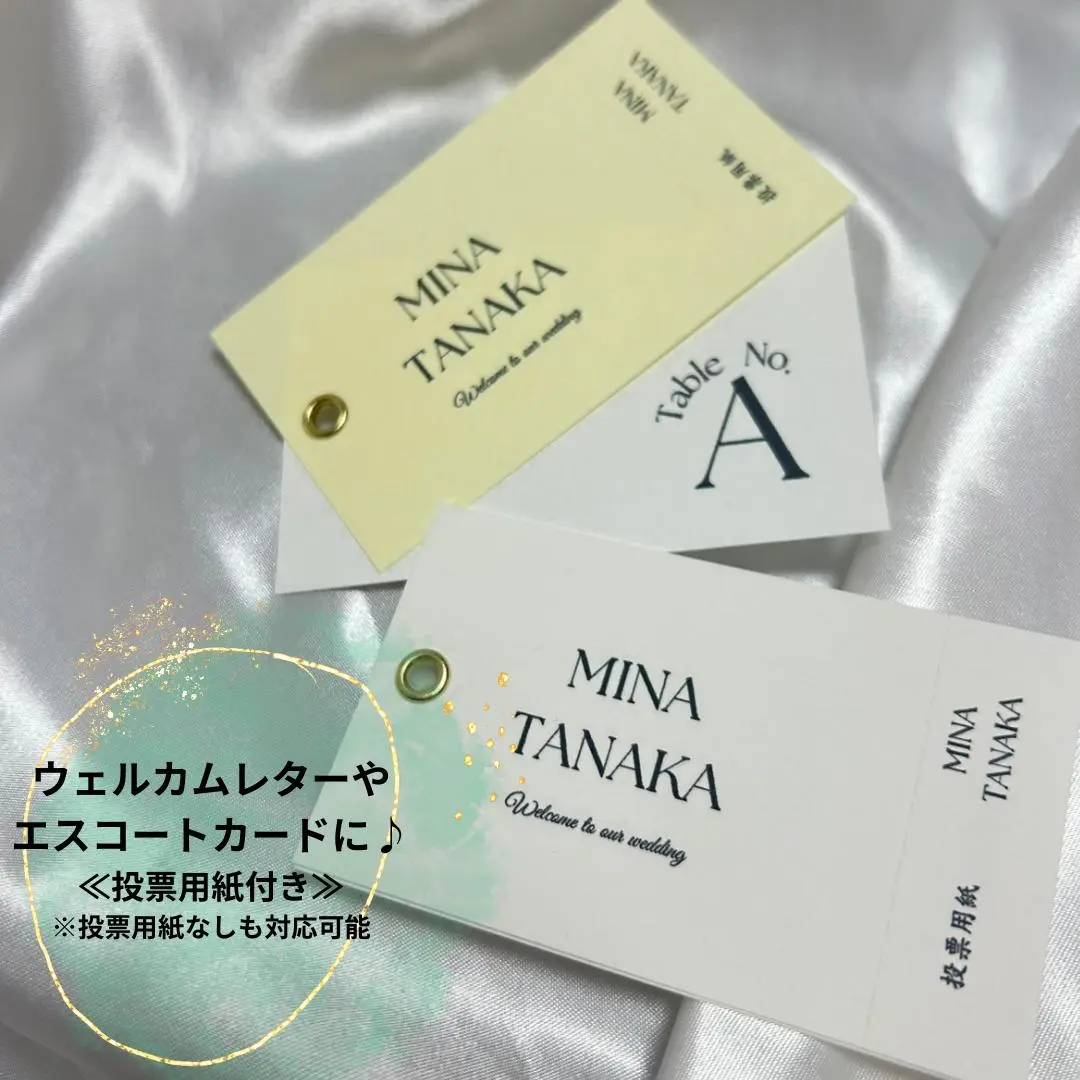 MINA
TANAKA
投票用紙
MINA
TANAKA
Welcome to our wedding
Table No.
A
MINA
TANAKA
Welcome to our wedding
MINA
TANAKA
投票用紙
ウェルカムレターや
エスコートカードに♪
≪投票用紙付き≫
※投票用紙なしも対応可能